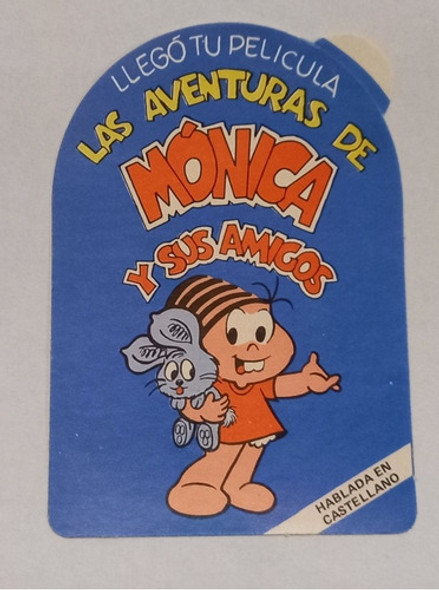 LLEGÓ TU PELICULA
LAS AVENTURAS DE
MÓNICA
Y SUS AMIGOS
HABLADA EN
CASTELLANO